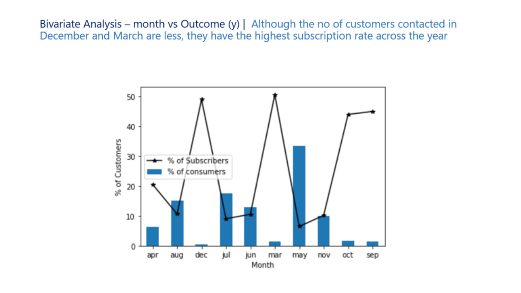 Bivariate Analysis – month vs Outcome (y) | Although the no of customers contacted in
December and March are less, they have the highest subscription rate across the year
50
40
30
20
10
0
% of Customers
% of Subscribers
% of consumers
apr aug dec jul jun mar may nov oct sep
Month